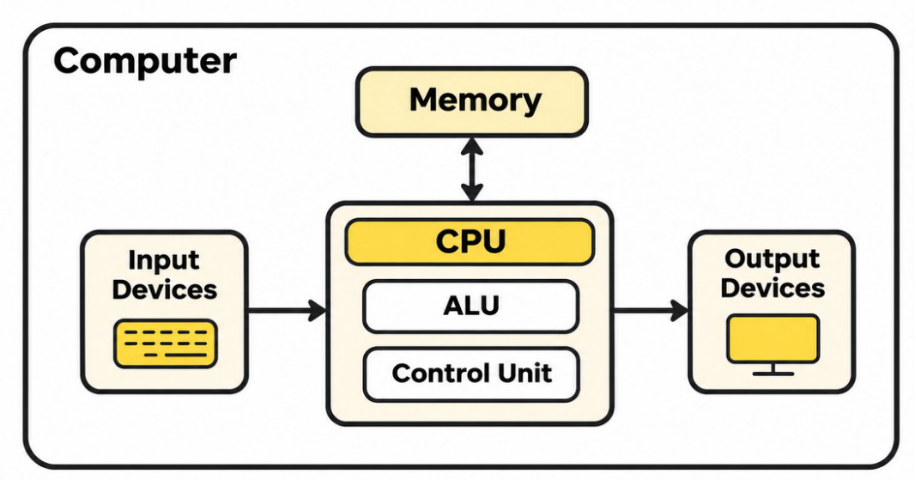 Computer
Memory
CPU
ALU
Control Unit
Input
Devices
Output
Devices